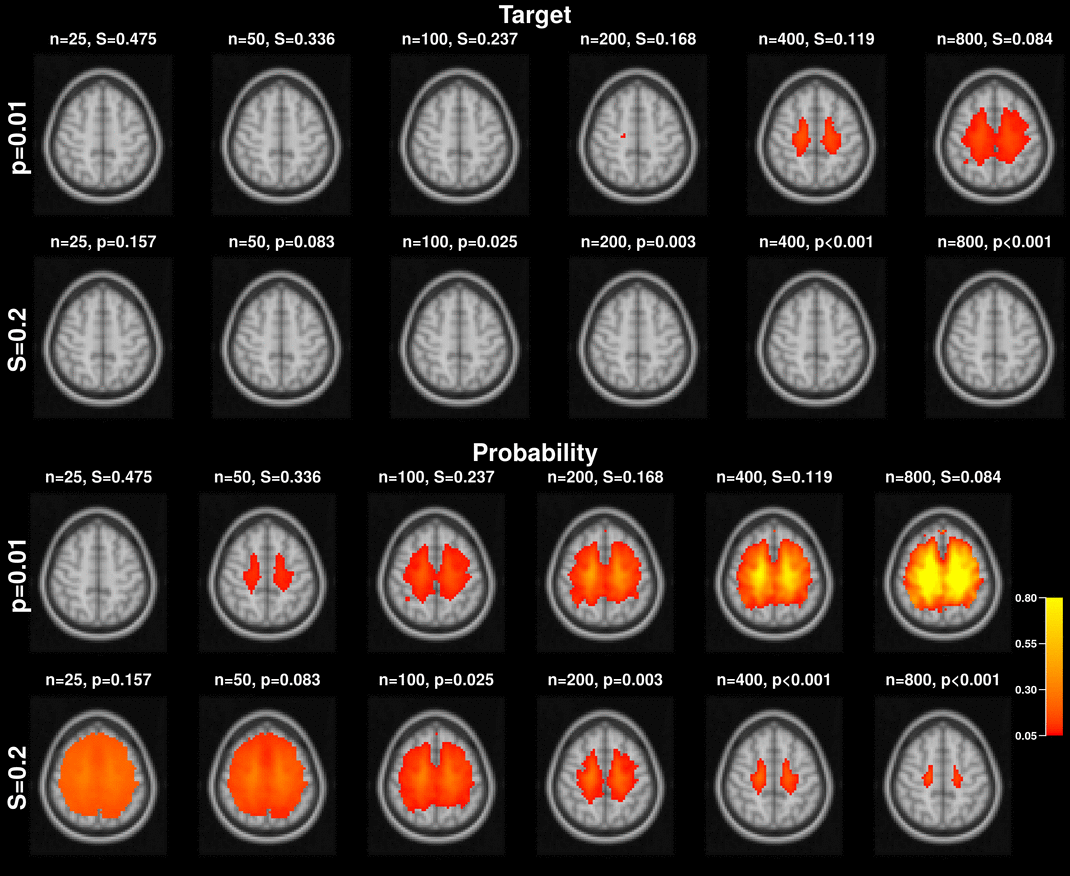 Target
n=25, S=0.475 n=50, S=0.336 n=100, S=0.237 n=200, S=0.168 n=400, S=0.119 n=800, S=0.084
p=0.01
n=25, p=0.157 n=50, p=0.083 n=100, p=0.025 n=200, p=0.003 n=400, p<0.001 n=800, p<0.001
S=0.2
Probability
n=25, S=0.475 n=50, S=0.336 n=100, S=0.237 n=200, S=0.168 n=400, S=0.119 n=800, S=0.084
p=0.01
0.80
0.55
n=25, p=0.157 n=50, p=0.083 n=100, p=0.025 n=200, p=0.003 n=400, p<0.001 n=800, p<0.001
0.30
0.05
S=0.2